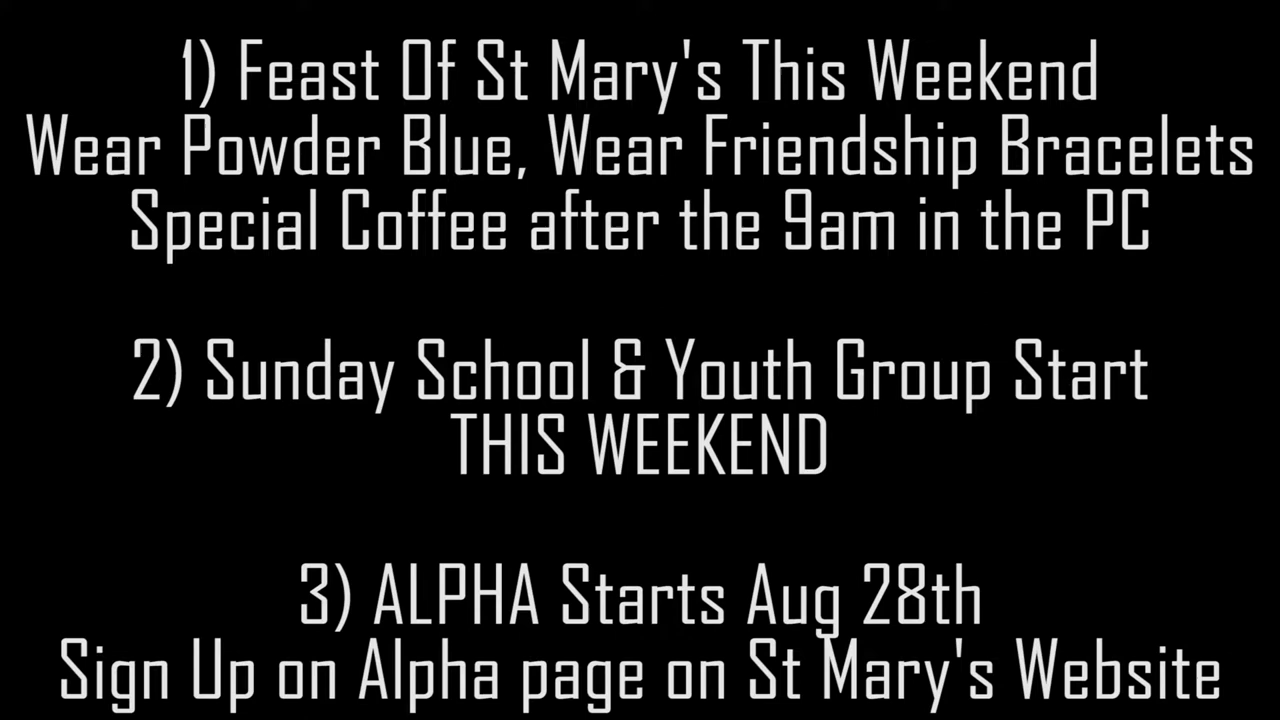 1) Feast Of St Mary's This Weekend
Wear Powder Blue, Wear Friendship Bracelets
Special Coffee after the 9am in the PC
2) Sunday School & Youth Group Start
THIS WEEKEND
3) ALPHA Starts Aug 28th
Sign Up on Alpha page on St Mary's Website